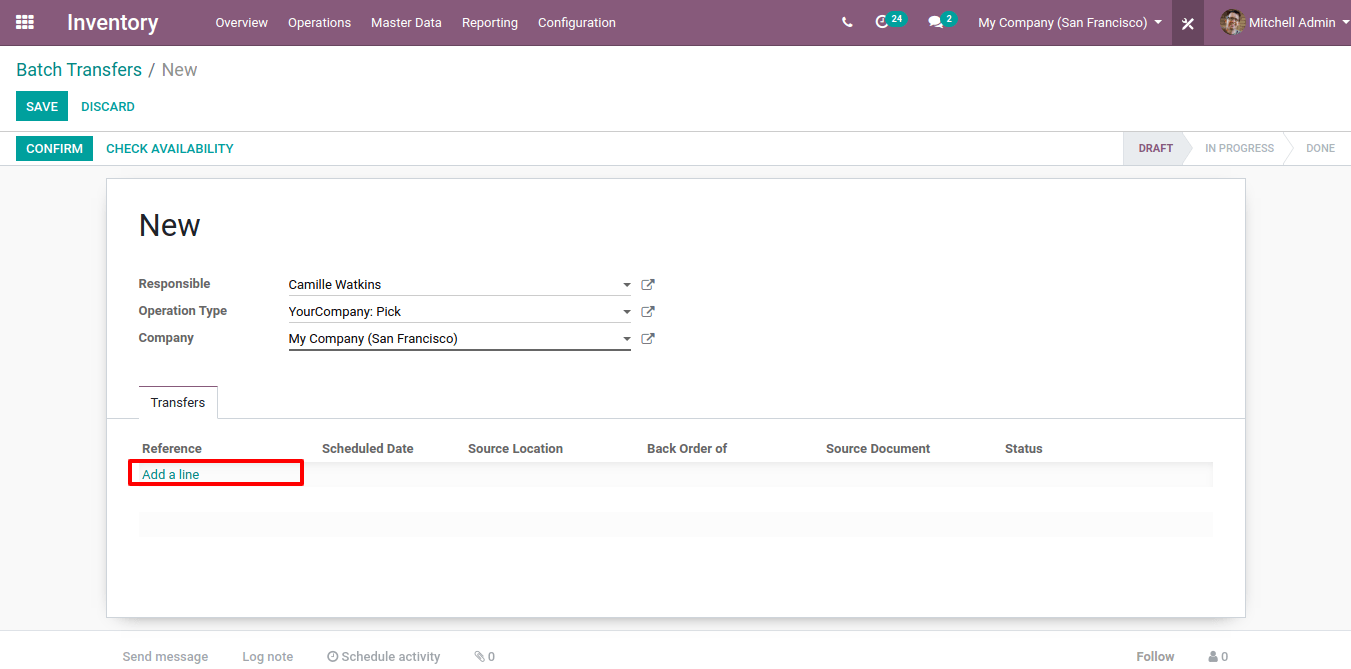 Inventory Overview Operations Master Data Reporting Configuration 24 2 My Company (San Francisco) Mitchell Admin
Batch Transfers / New
SAVE DISCARD
CONFIRM CHECK AVAILABILITY DRAFT IN PROGRESS DONE
New
Responsible Camille Watkins
Operation Type YourCompany: Pick
Company My Company (San Francisco)
Transfers
Reference Scheduled Date Source Location Back Order of Source Document Status
Add a line
Send message Log note Schedule activity 0 Follow 0